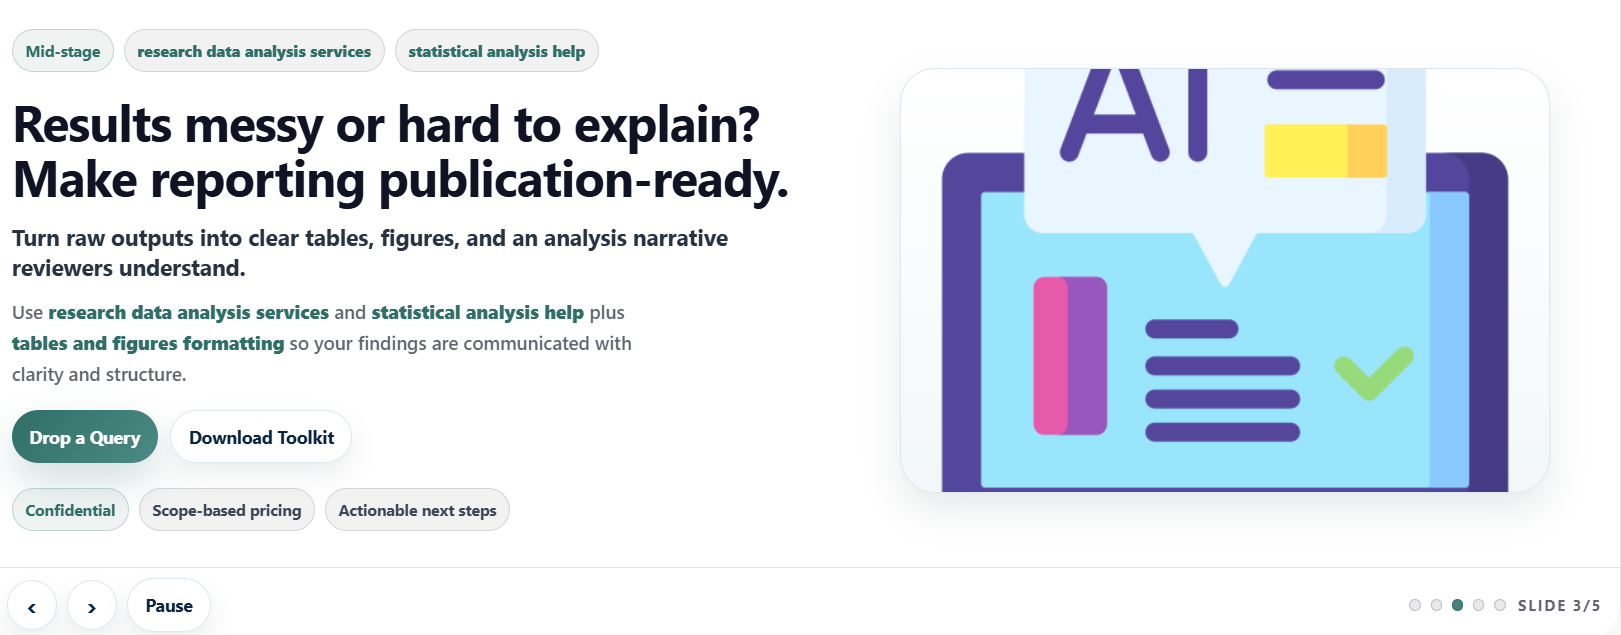 Mid-stage
research data analysis services
statistical analysis help
Results messy or hard to explain?
Make reporting publication-ready.
Turn raw outputs into clear tables, figures, and an analysis narrative
reviewers understand.
Use research data analysis services and statistical analysis help plus
tables and figures formatting so your findings are communicated with
clarity and structure.
Drop a Query
Download Toolkit
Confidential
Scope-based pricing
Actionable next steps
AI
‹
›
Pause
SLIDE 3/5